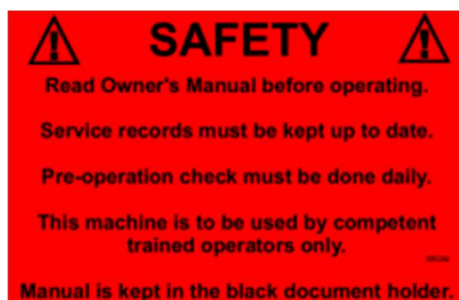 SAFETY
Read Owner's Manual before operating.
Service records must be kept up to date.
Pre-operation check must be done daily.
This machine is to be used by competent
trained operators only.
Manual is kept in the black document holder.